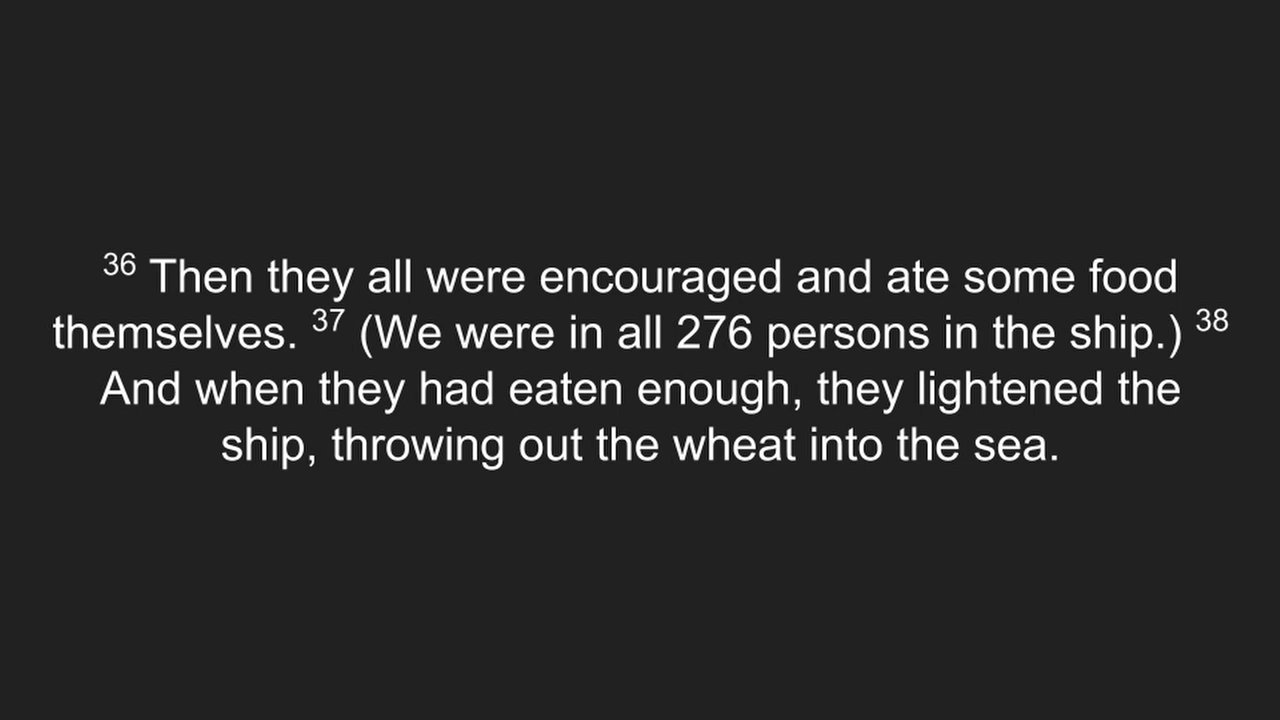 36 Then they all were encouraged and ate some food
themselves. 37 (We were in all 276 persons in the ship.) 38
And when they had eaten enough, they lightened the
ship, throwing out the wheat into the sea.